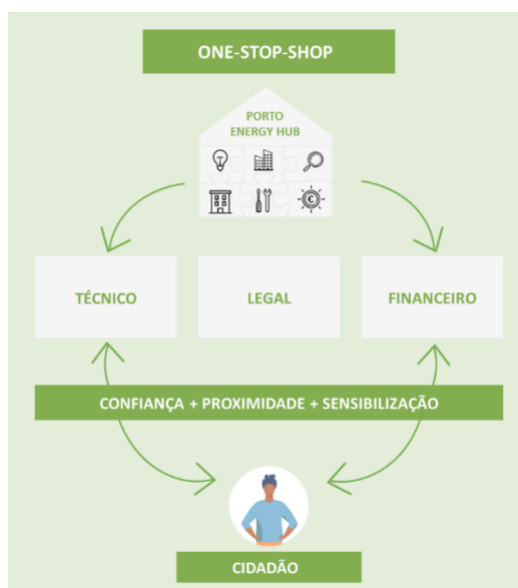 ONE-STOP-SHOP
PORTO
ENERGY HUB
€
TÉCNICO
LEGAL
FINANCEIRO
CONFIANÇA + PROXIMIDADE + SENSIBILIZAÇÃO
CIDADÃO